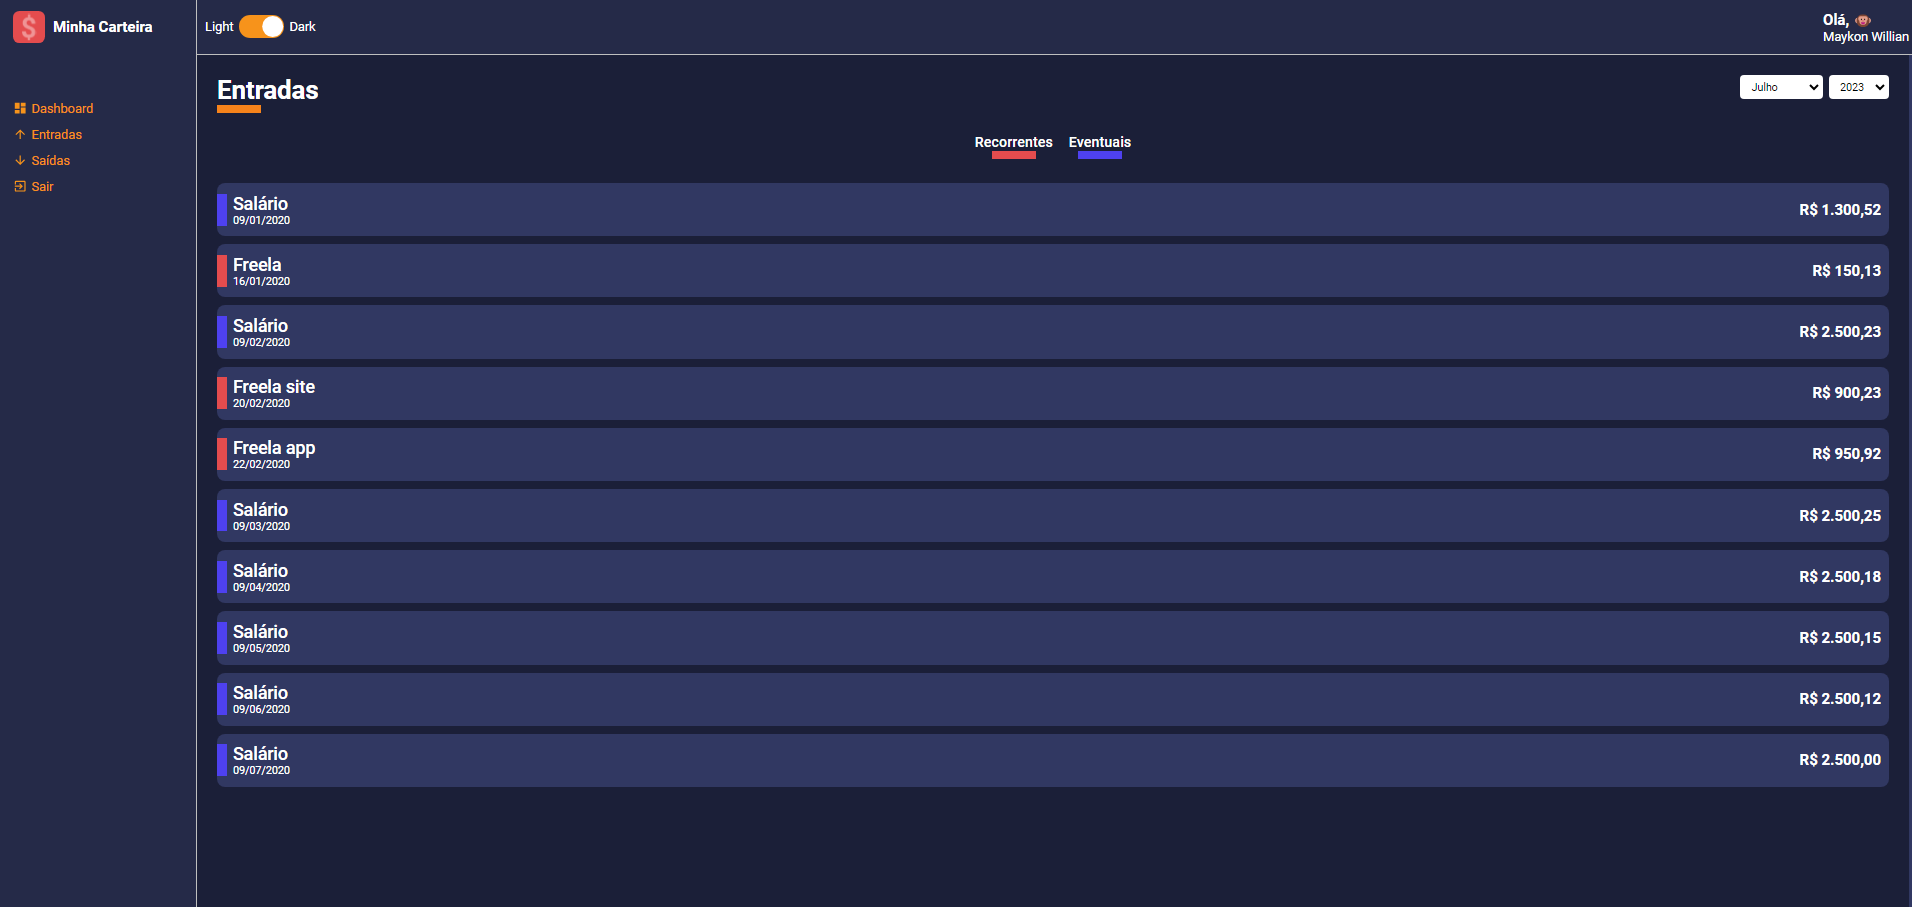 Minha Carteira
Light Dark
Olá, 🐵
Maykon Willian
Dashboard
Entradas
Saídas
Sair
Entradas
Julho 2023
Recorrentes Eventuais
Salário
09/01/2020
R$ 1.300,52
Freela
16/01/2020
R$ 150,13
Salário
09/02/2020
R$ 2.500,23
Freela site
20/02/2020
R$ 900,23
Freela app
22/02/2020
R$ 950,92
Salário
09/03/2020
R$ 2.500,25
Salário
09/04/2020
R$ 2.500,18
Salário
09/05/2020
R$ 2.500,15
Salário
09/06/2020
R$ 2.500,12
Salário
09/07/2020
R$ 2.500,00